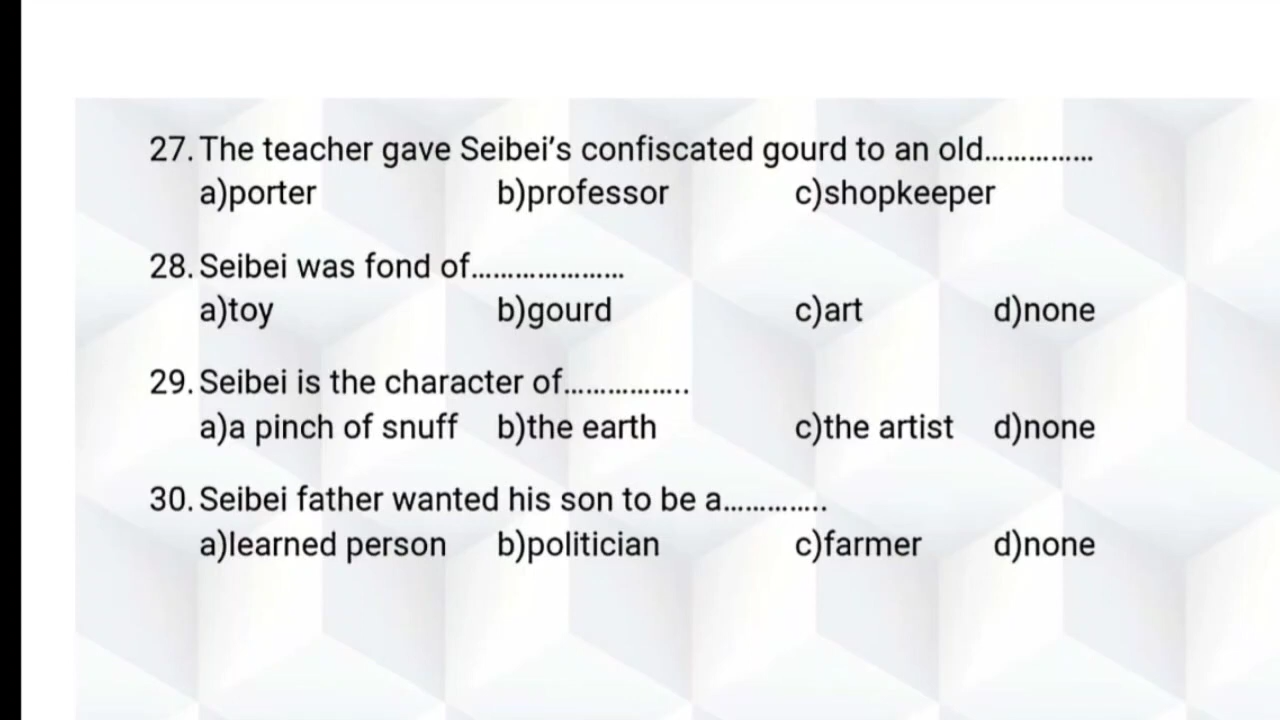 27. The teacher gave Seibei's confiscated gourd to an old...............
a)porter b)professor c)shopkeeper
28. Seibei was fond of.....................
a)toy b)gourd c)art d)none
29. Seibei is the character of.................
a)a pinch of snuff b)the earth c)the artist d)none
30. Seibei father wanted his son to be a..............
a)learned person b)politician c)farmer d)none